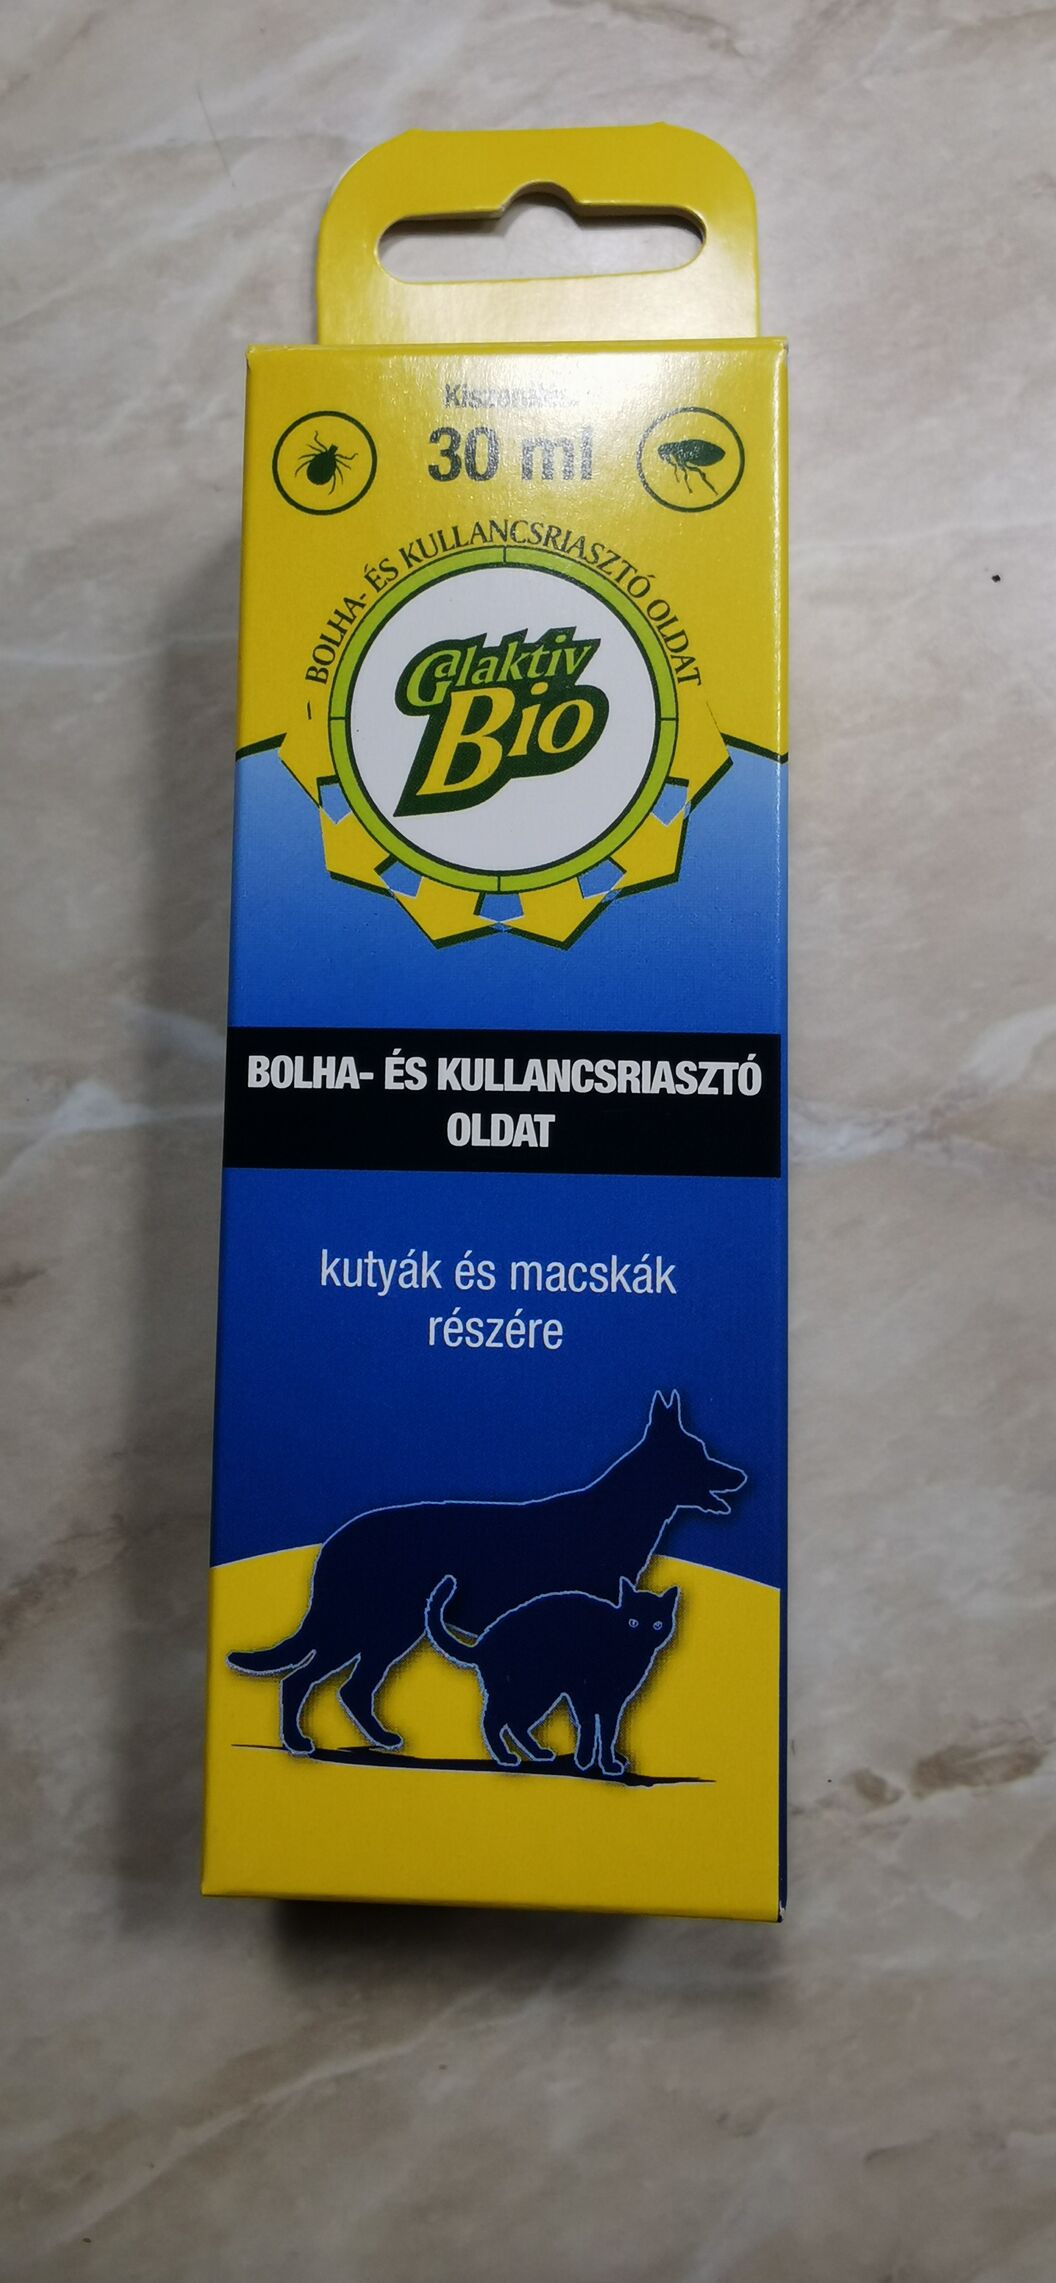 Kiszerelés:
30 ml
BOLHA- ÉS KULLANCSRIASZTÓ OLDAT
Galaktiv
Bio
BOLHA- ÉS KULLANCSRIASZTÓ
OLDAT
kutyák és macskák
részére